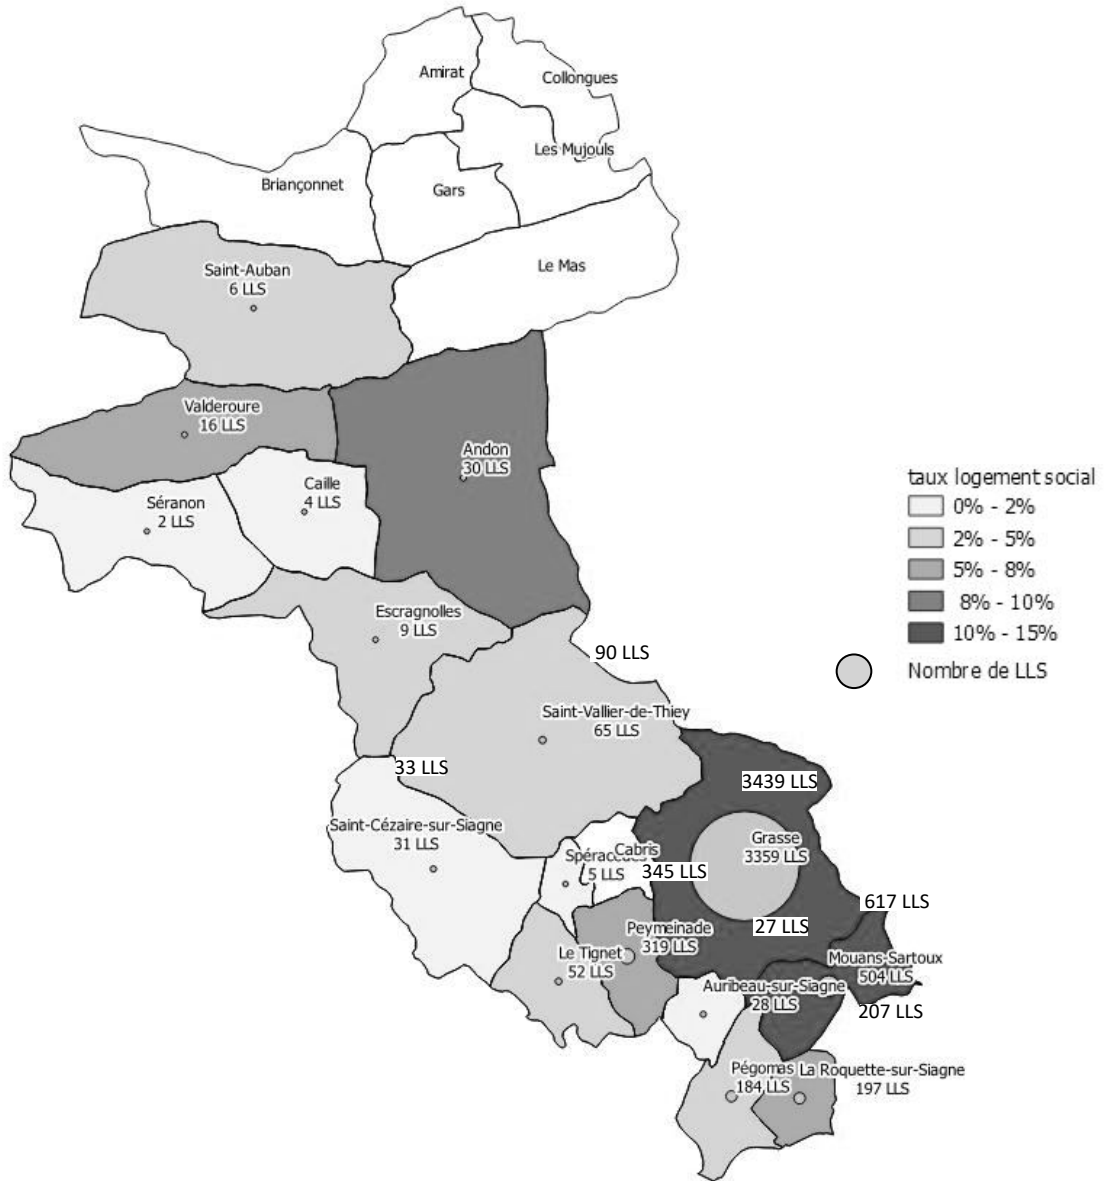 Amirat
Collongues
Les Mujouls
Briançonnet
Gars
Le Mas
Saint-Auban
6 LLS
Valderoure
16 LLS
Andon
30 LLS
Caille
4 LLS
Séranon
2 LLS
taux logement social
0% - 2%
2% - 5%
5% - 8%
8% - 10%
10% - 15%
Nombre de LLS
Escragnolles
9 LLS
90 LLS
Saint-Vallier-de-Thiey
65 LLS
33 LLS
3439 LLS
Saint-Cézaire-sur-Siagne
31 LLS
Grasse
3359 LLS
Cabris
5 LLS
345 LLS
617 LLS
27 LLS
Peymeinade
319 LLS
Le Tignet
52 LLS
Mouans-Sartoux
504 LLS
Auribeau-sur-Siagne
28 LLS
207 LLS
Pégomas
184 LLS
La Roquette-sur-Siagne
197 LLS